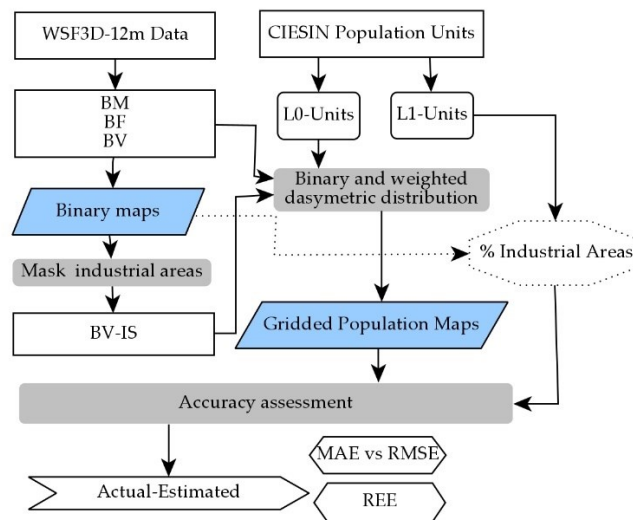 WSF3D-12m Data
CIESIN Population Units
BM
BF
BV
L0-Units
L1-Units
Binary and weighted
dasymetric distribution
Binary maps
% Industrial Areas
Mask industrial areas
BV-IS
Gridded Population Maps
Accuracy assessment
MAE vs RMSE
Actual-Estimated
REE